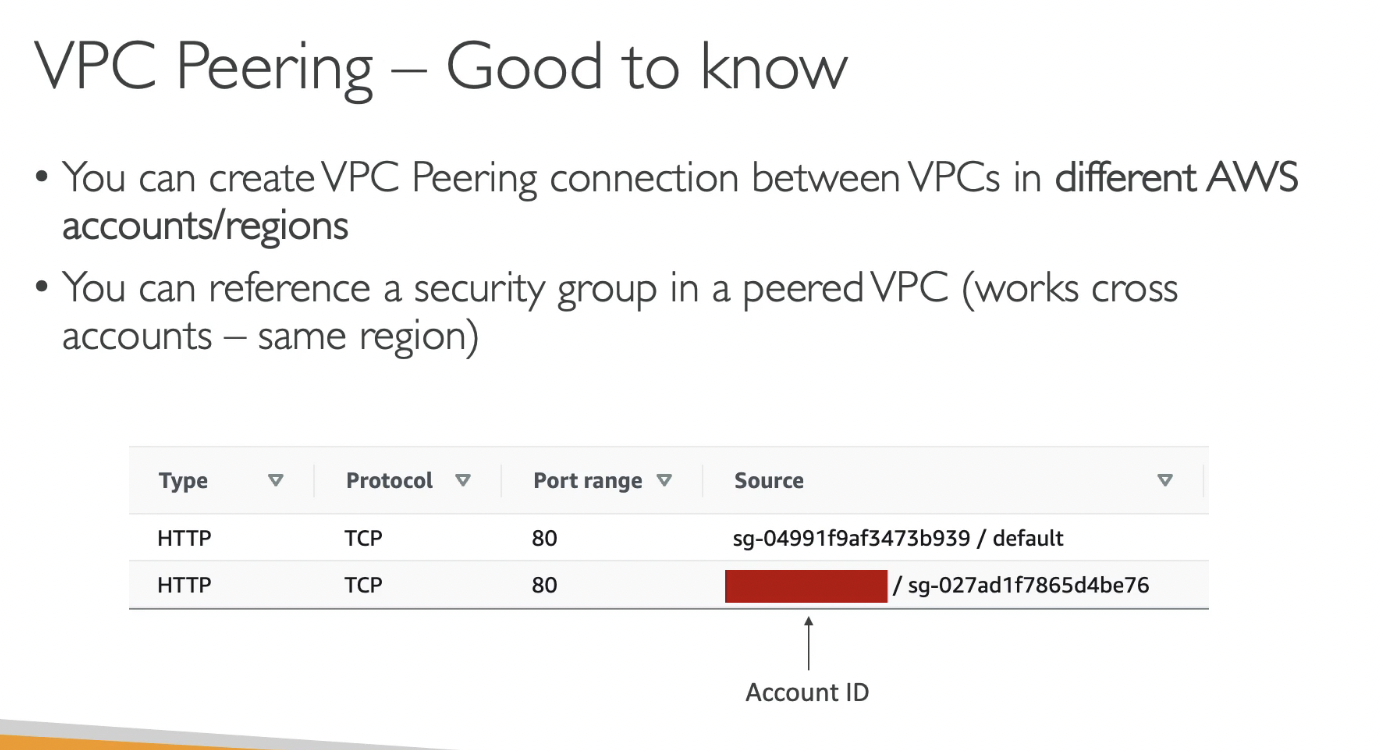 VPC Peering – Good to know
• You can create VPC Peering connection between VPCs in different AWS
accounts/regions
• You can reference a security group in a peered VPC (works cross
accounts – same region)
Type Protocol Port range Source
HTTP TCP 80 sg-04991f9af3473b939 / default
HTTP TCP 80 / sg-027ad1f7865d4be76
Account ID